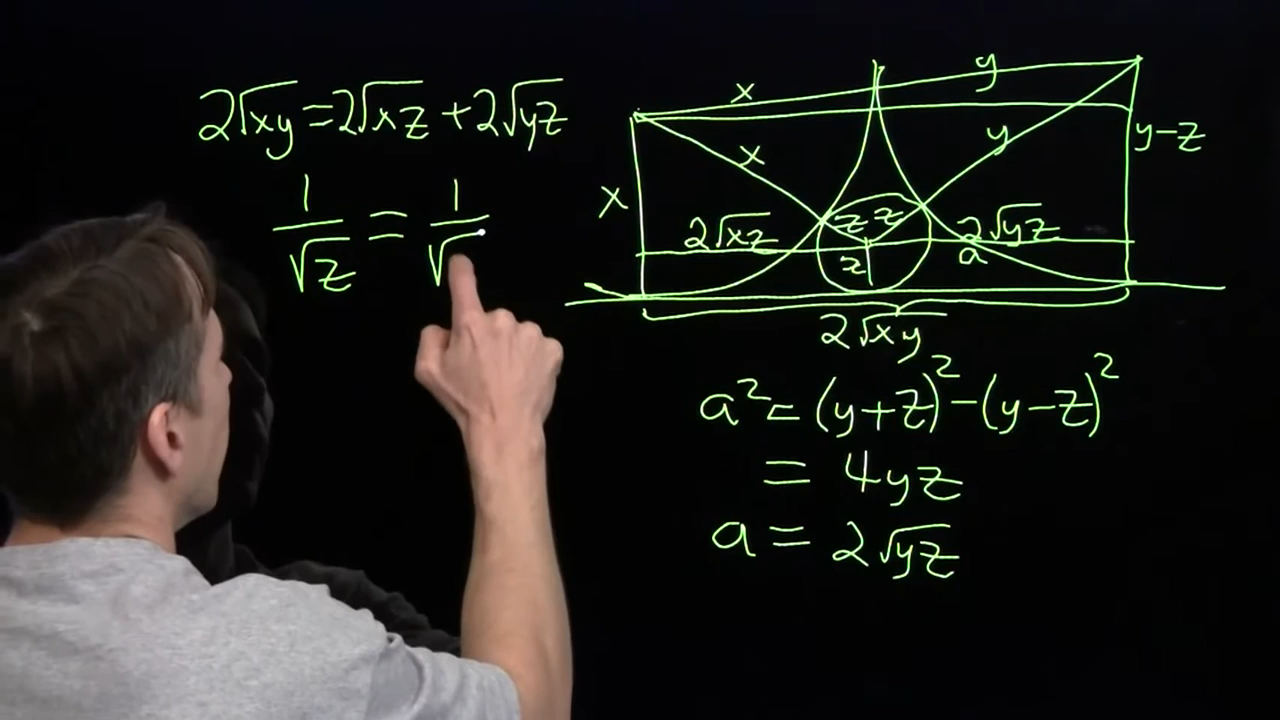 2√xy = 2√xz + 2√yz
1/√z = 1/√
x
y
x
y
y-z
x
z
z
2√xz
2√yz
z
a
2√xy
a² = (y+z)² - (y-z)²
= 4yz
a = 2√yz